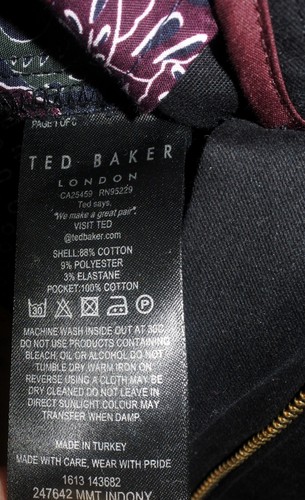 PAGE 1 OF 6
TED BAKER
LONDON
CA25459 RN95229
Ted says,
"We make a great pair".
VISIT TED
@tedbaker.com
SHELL:88% COTTON
9% POLYESTER
3% ELASTANE
POCKET:100% COTTON
30
P
MACHINE WASH INSIDE OUT AT 30C
DO NOT USE PRODUCTS CONTAINING
BLEACH, OIL OR ALCOHOL DO NOT
TUMBLE DRY WARM IRON ON
REVERSE USING A CLOTH MAY BE
DRY CLEANED DO NOT LEAVE IN
DIRECT SUNLIGHT.COLOUR MAY
TRANSFER WHEN DAMP.
MADE IN TURKEY
MADE WITH CARE, WEAR WITH PRIDE
1613 143682
247642 MMT INDONY